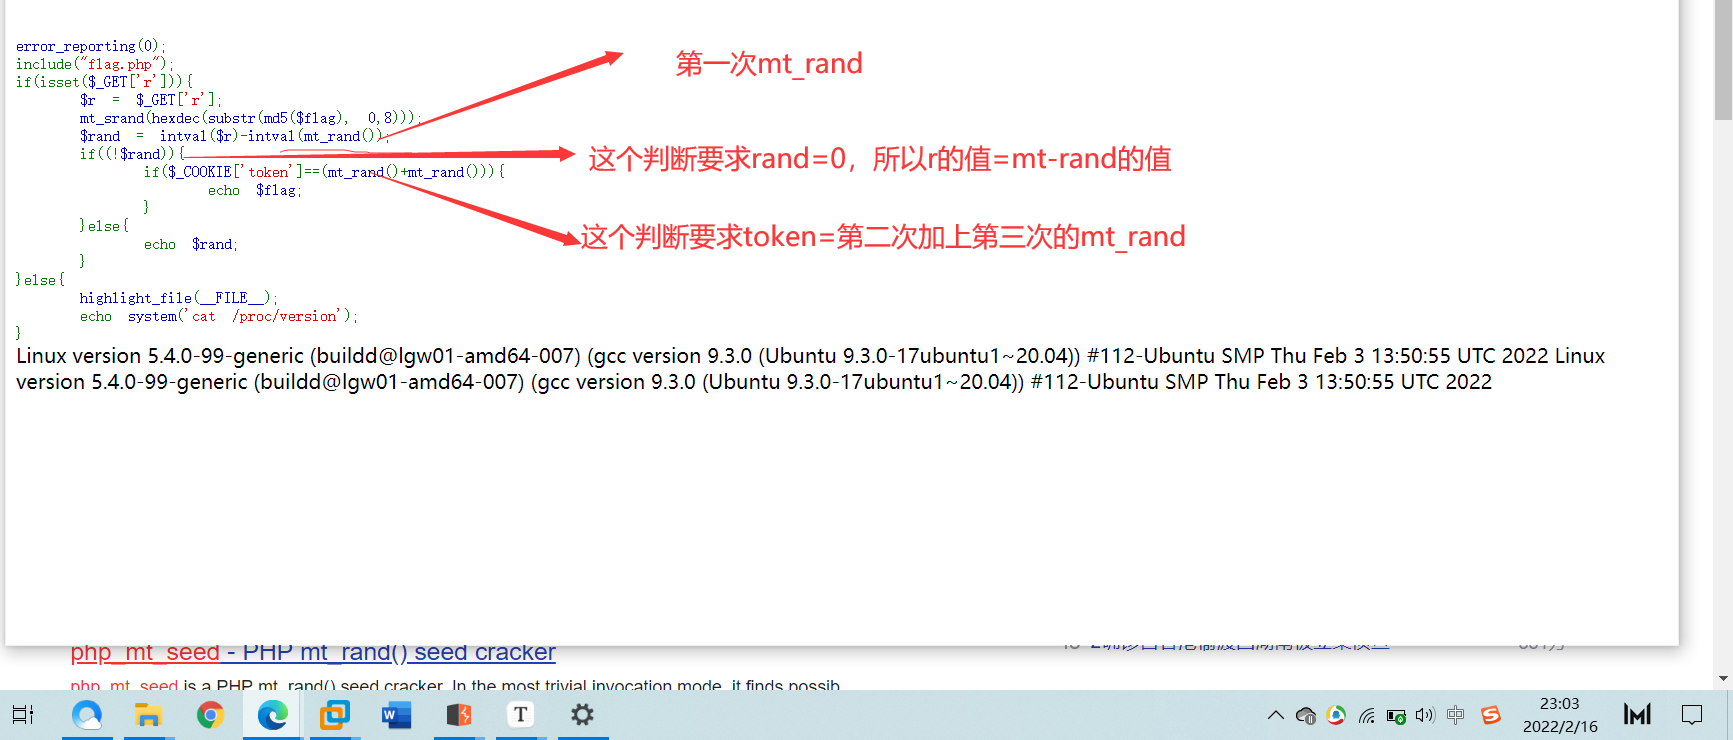 error_reporting(0);
include("flag.php");
if(isset($_GET['r'])){
$r = $_GET['r'];
mt_srand(hexdec(substr(md5($flag), 0,8)));
$rand = intval($r)-intval(mt_rand());
if((!$rand)){
if($_COOKIE['token']==(mt_rand()+mt_rand())){
echo $flag;
}
}else{
echo $rand;
}
}else{
highlight_file(__FILE__);
echo system('cat /proc/version');
}
第一次mt_rand
这个判断要求rand=0，所以r的值=mt-rand的值
这个判断要求token=第二次加上第三次的mt_rand
Linux version 5.4.0-99-generic (buildd@lgw01-amd64-007) (gcc version 9.3.0 (Ubuntu 9.3.0-17ubuntu1~20.04)) #112-Ubuntu SMP Thu Feb 3 13:50:55 UTC 2022 Linux
version 5.4.0-99-generic (buildd@lgw01-amd64-007) (gcc version 9.3.0 (Ubuntu 9.3.0-17ubuntu1~20.04)) #112-Ubuntu SMP Thu Feb 3 13:50:55 UTC 2022
php_mt_seed - PHP mt_rand() seed cracker
php_mt_seed is a PHP mt_rand() seed cracker. In the most trivial invocation mode, it finds possib
W
T
中
S
23:03
2022/2/16